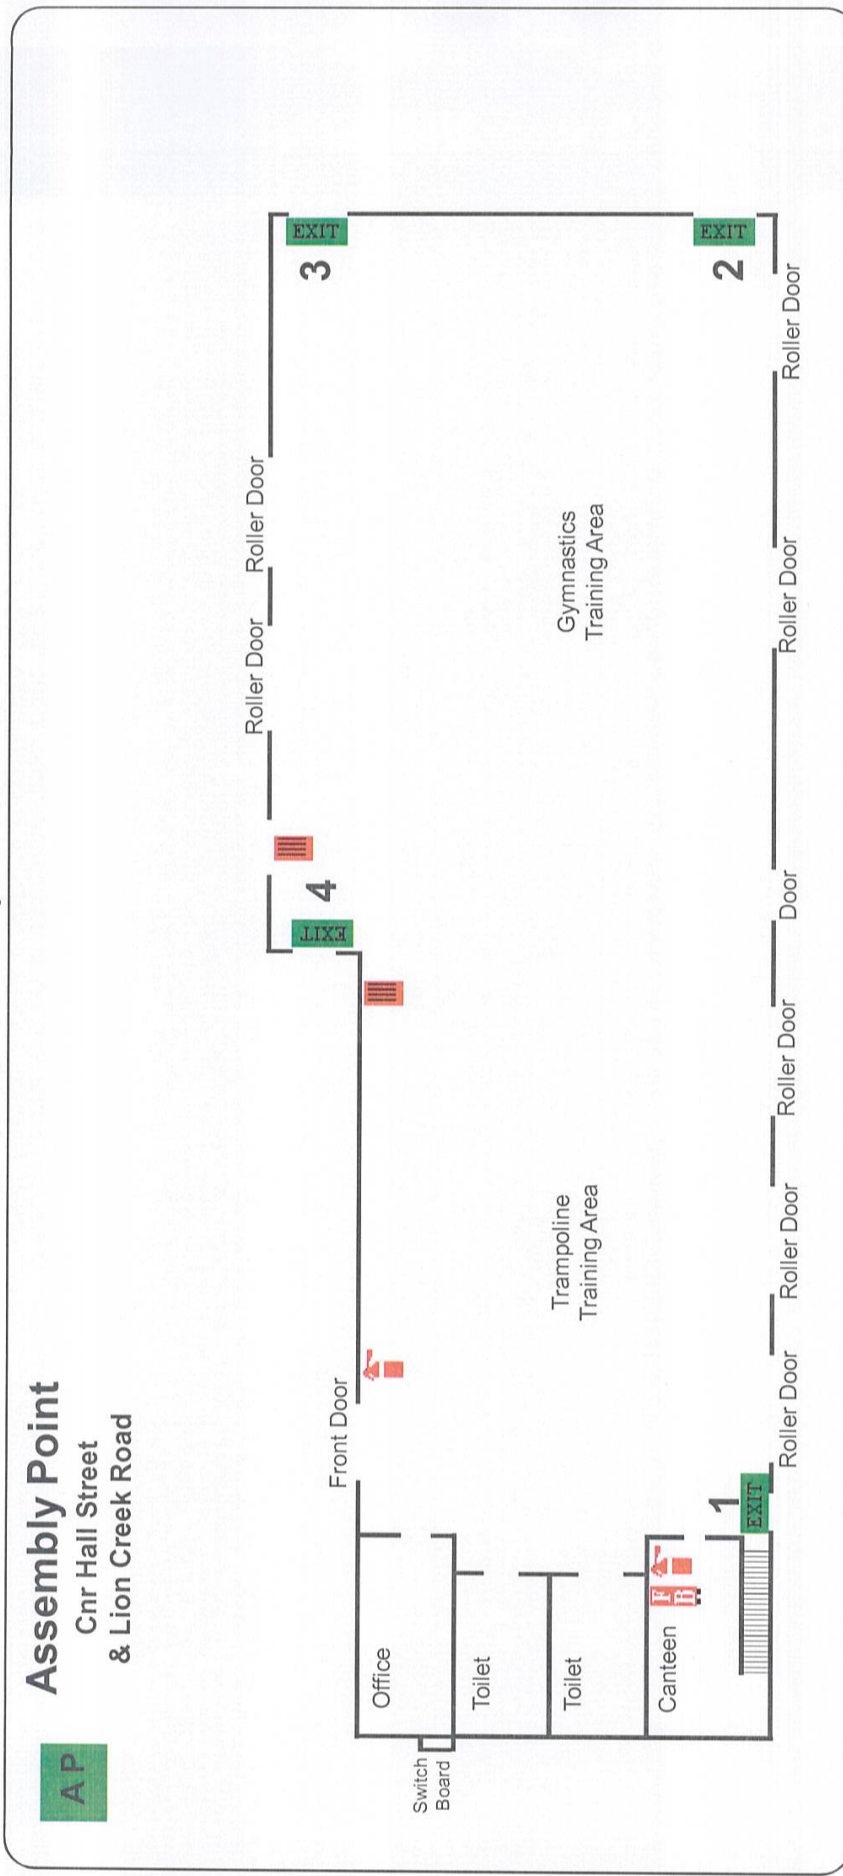 A P
Assembly Point
Cnr Hall Street
& Lion Creek Road
Front Door
Roller Door
Roller Door
4
EXIT
3
EXIT
Switch
Board
Office
Toilet
Toilet
Canteen
F
B
Trampoline
Training Area
Gymnastics
Training Area
1
EXIT
2
EXIT
Roller Door
Roller Door
Roller Door
Door
Roller Door
Roller Door